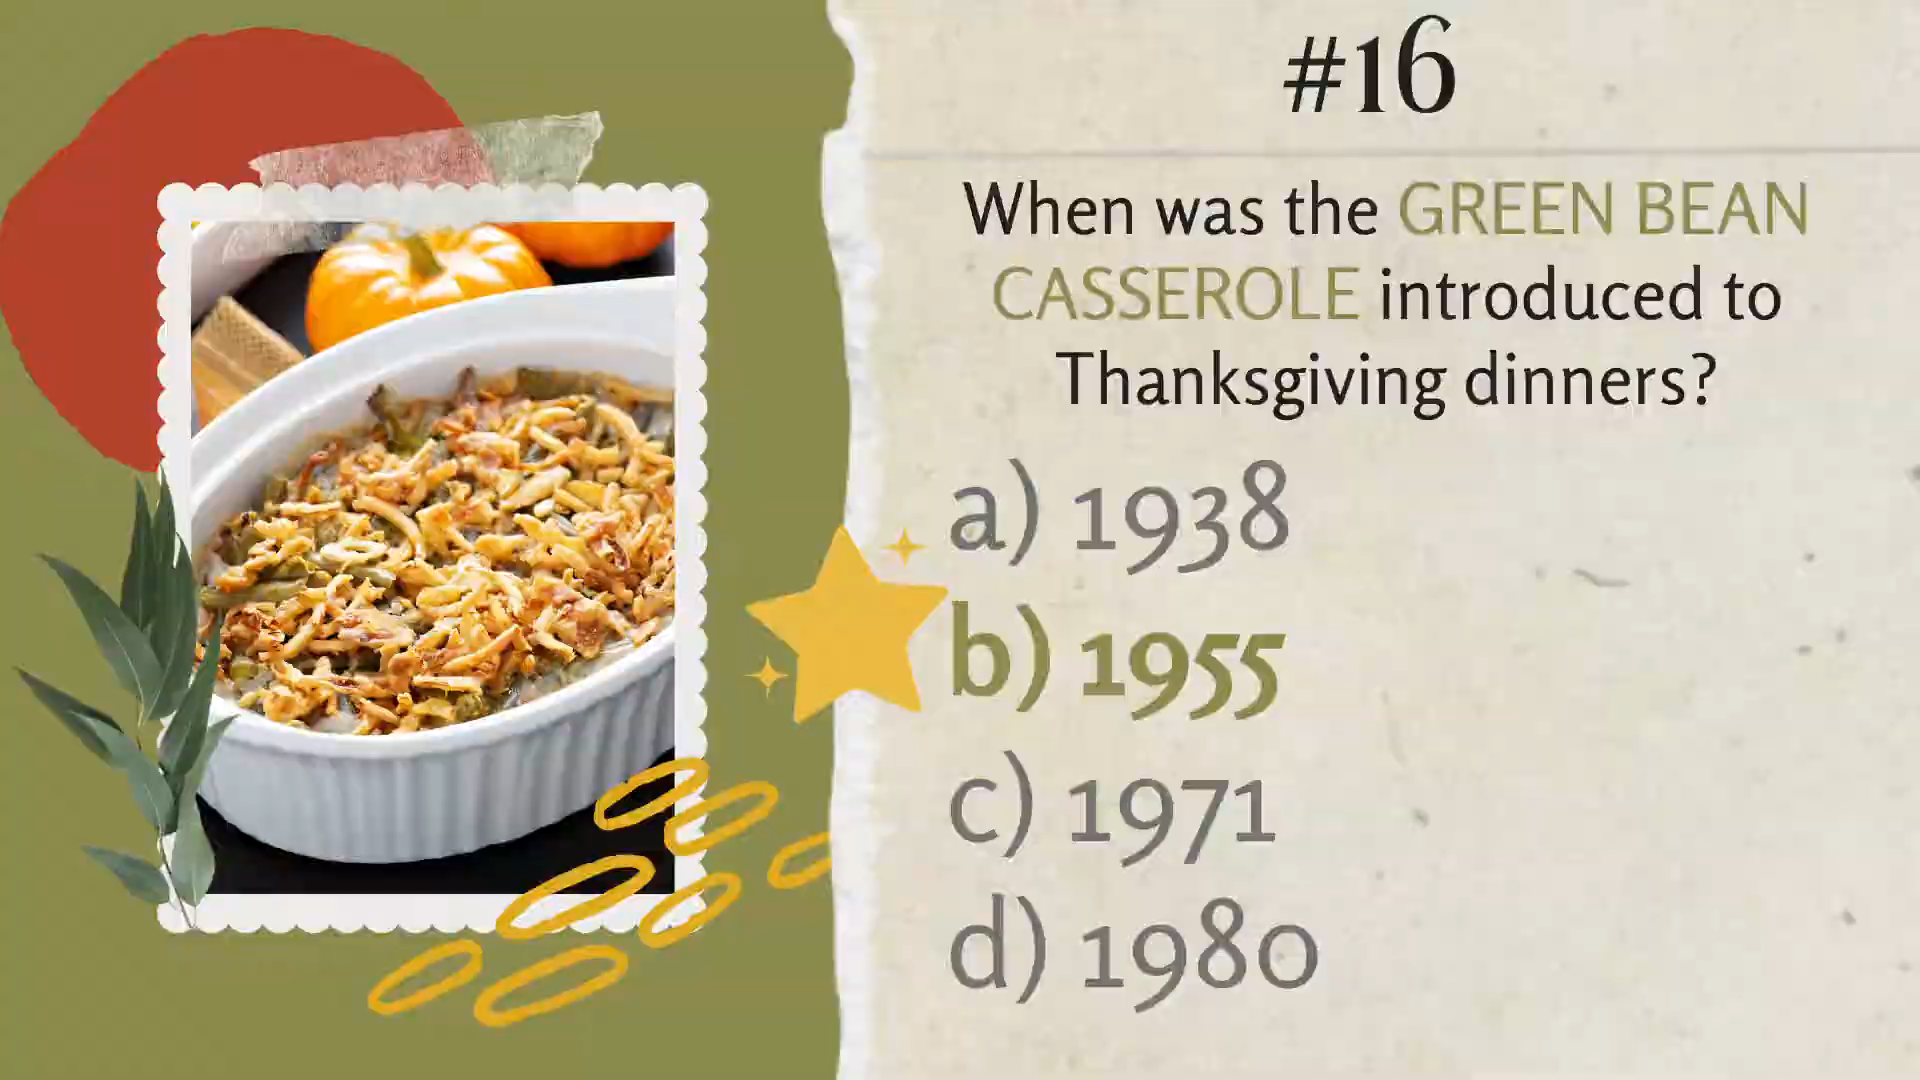 #16
When was the GREEN BEAN
CASSEROLE introduced to
Thanksgiving dinners?
a) 1938
b) 1955
c) 1971
d) 1980